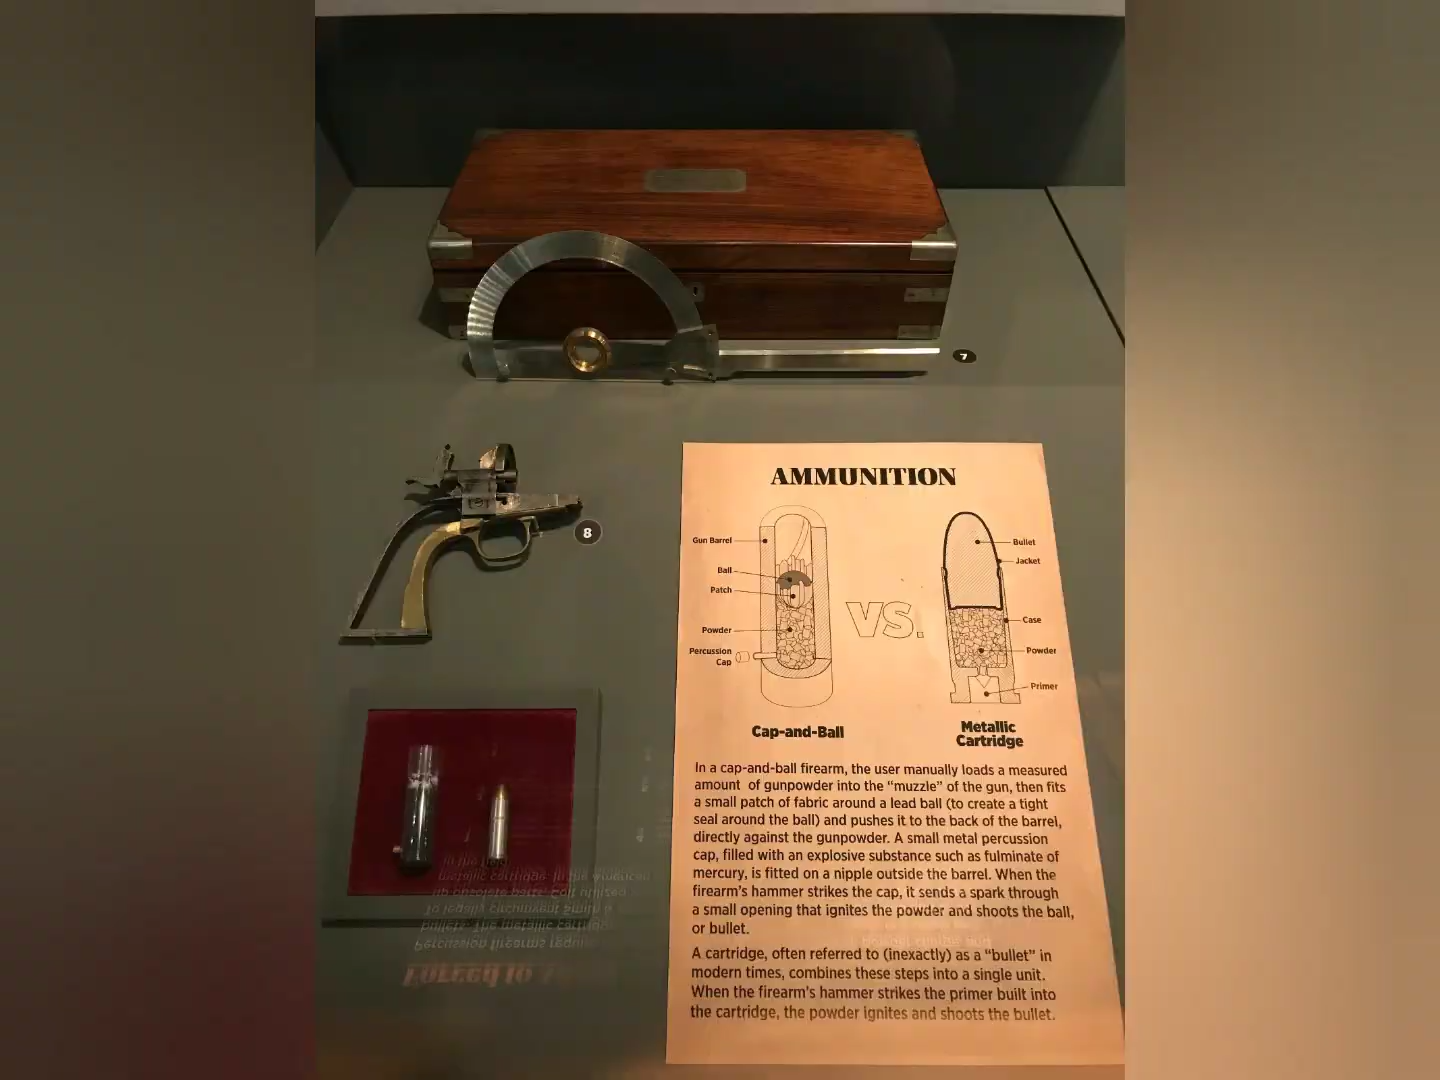 7
8
AMMUNITION
Gun Barrel
Ball
Patch
Powder
Percussion
Cap
VS.
Bullet
Jacket
Case
Powder
Primer
Cap-and-Ball
Metallic
Cartridge
In a cap-and-ball firearm, the user manually loads a measured
amount of gunpowder into the “muzzle” of the gun, then fits
a small patch of fabric around a lead ball (to create a tight
seal around the ball) and pushes it to the back of the barrel,
directly against the gunpowder. A small metal percussion
cap, filled with an explosive substance such as fulminate of
mercury, is fitted on a nipple outside the barrel. When the
firearm’s hammer strikes the cap, it sends a spark through
a small opening that ignites the powder and shoots the ball,
or bullet.
A cartridge, often referred to (inexactly) as a “bullet” in
modern times, combines these steps into a single unit.
When the firearm’s hammer strikes the primer built into
the cartridge, the powder ignites and shoots the bullet.